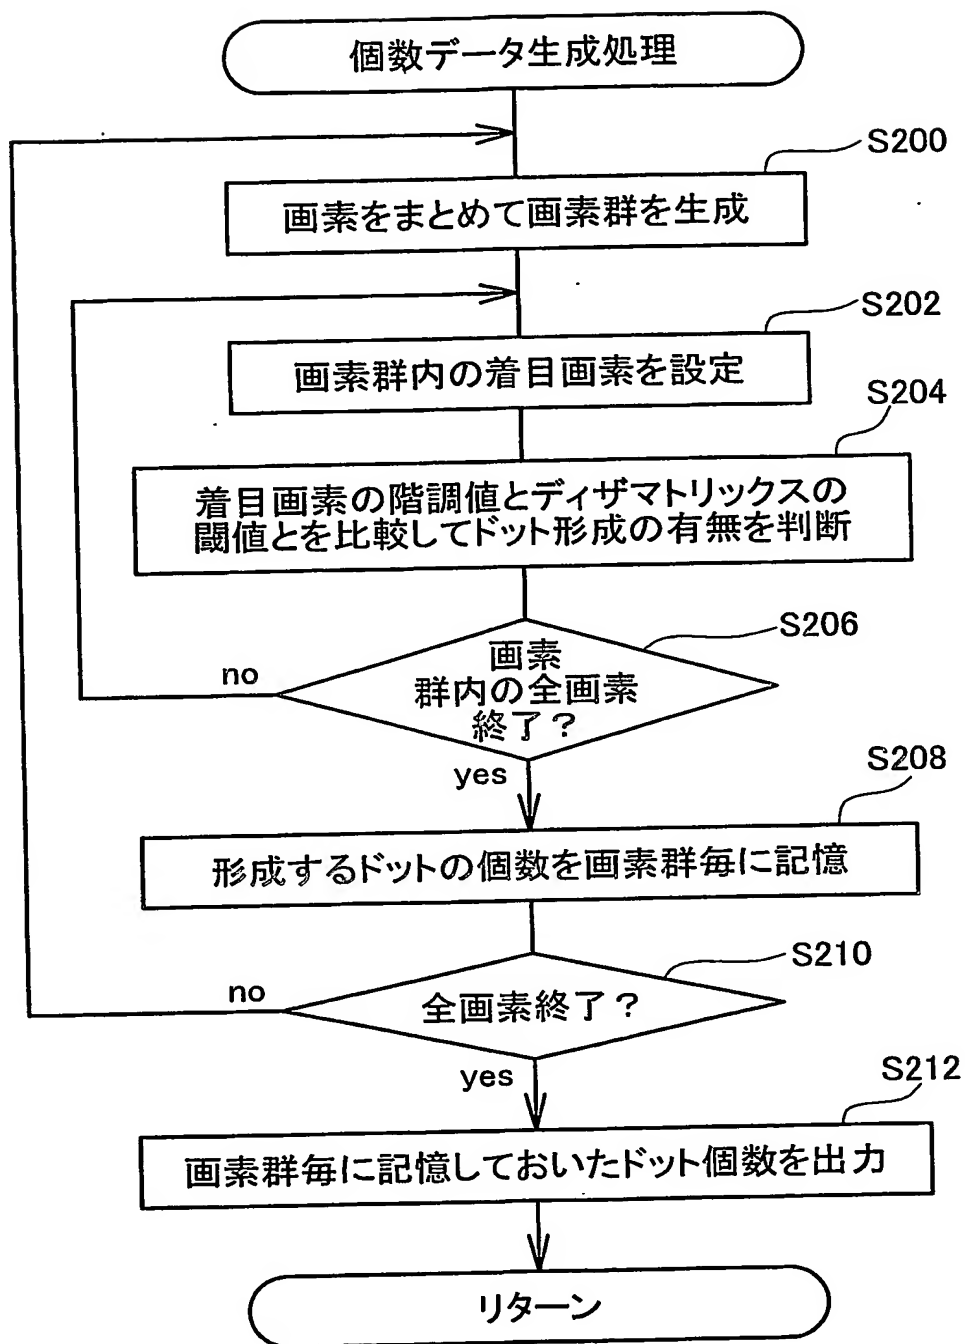 個数データ生成処理
S200
画素をまとめて画素群を生成
S202
画素群内の着目画素を設定
S204
着目画素の階調値とディザマトリックスの
閾値とを比較してドット形成の有無を判断
S206
画素
群内の全画素
終了？
no
yes
S208
形成するドットの個数を画素群毎に記憶
S210
全画素終了？
no
yes
S212
画素群毎に記憶しておいたドット個数を出力
リターン